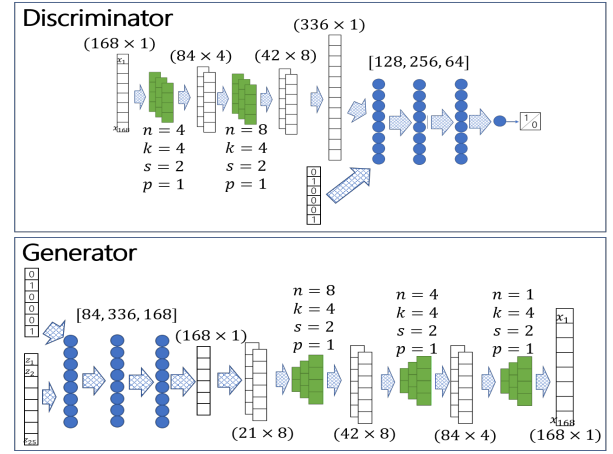 Discriminator
(168 × 1)
(84 × 4)
(42 × 8)
(336 × 1)
[128, 256, 64]
x1
x168
n = 4
k = 4
s = 2
p = 1
n = 8
k = 4
s = 2
p = 1
0
1
0
0
0
1
1/0
Generator
0
1
0
0
0
1
[84, 336, 168]
z1
z2
z25
(168 × 1)
(21 × 8)
n = 8
k = 4
s = 2
p = 1
(42 × 8)
n = 4
k = 4
s = 2
p = 1
(84 × 4)
n = 1
k = 4
s = 2
p = 1
x1
x168
(168 × 1)